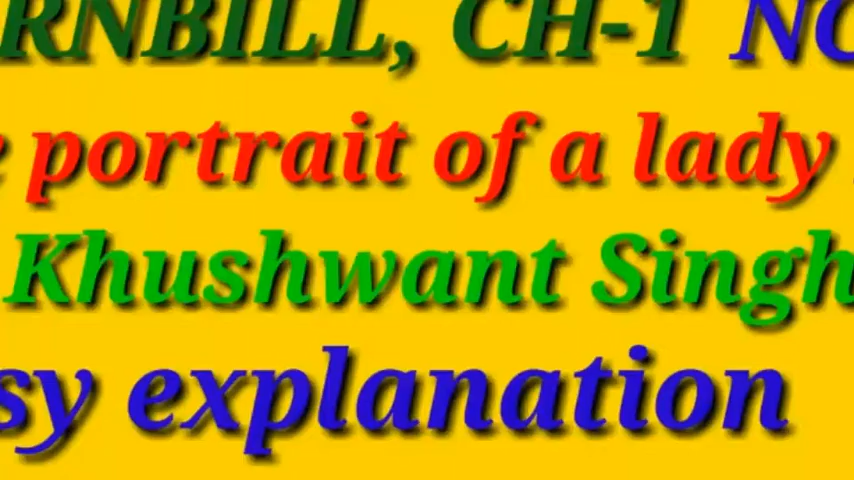 RNBILL, CH-1 NO
e portrait of a lady
Khushwant Singh
sy explanation